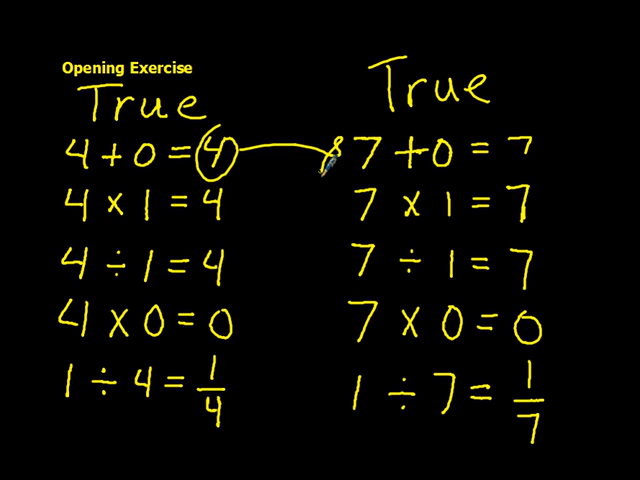 Opening Exercise
True
4 + 0 = 4
4 x 1 = 4
4 ÷ 1 = 4
4 x 0 = 0
1 ÷ 4 = 1/4
True
7 + 0 = 7
7 x 1 = 7
7 ÷ 1 = 7
7 x 0 = 0
1 ÷ 7 = 1/7